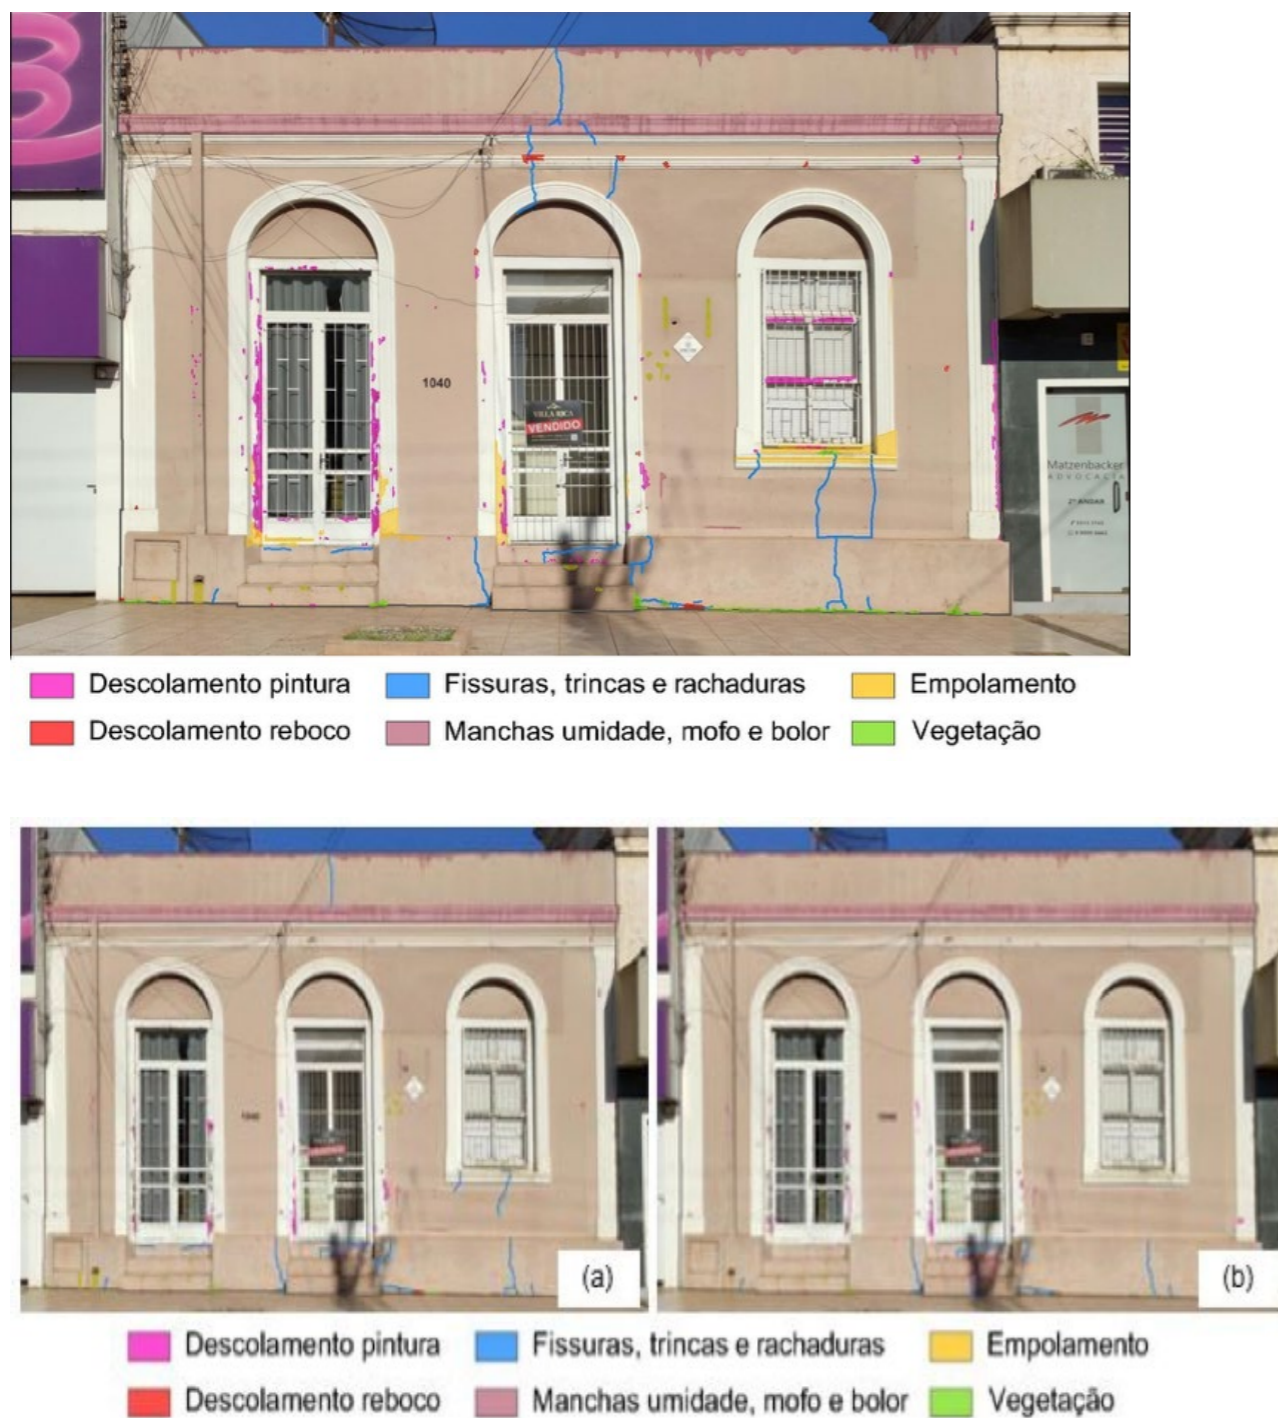 1040
VILLA RICA
VENDIDO
Matzenbacker
ADVOCACIA
2º ANDAR
Descolamento pintura
Fissuras, trincas e rachaduras
Empolamento
Descolamento reboco
Manchas umidade, mofo e bolor
Vegetação
1040
(a)
(b)
Descolamento pintura
Fissuras, trincas e rachaduras
Empolamento
Descolamento reboco
Manchas umidade, mofo e bolor
Vegetação